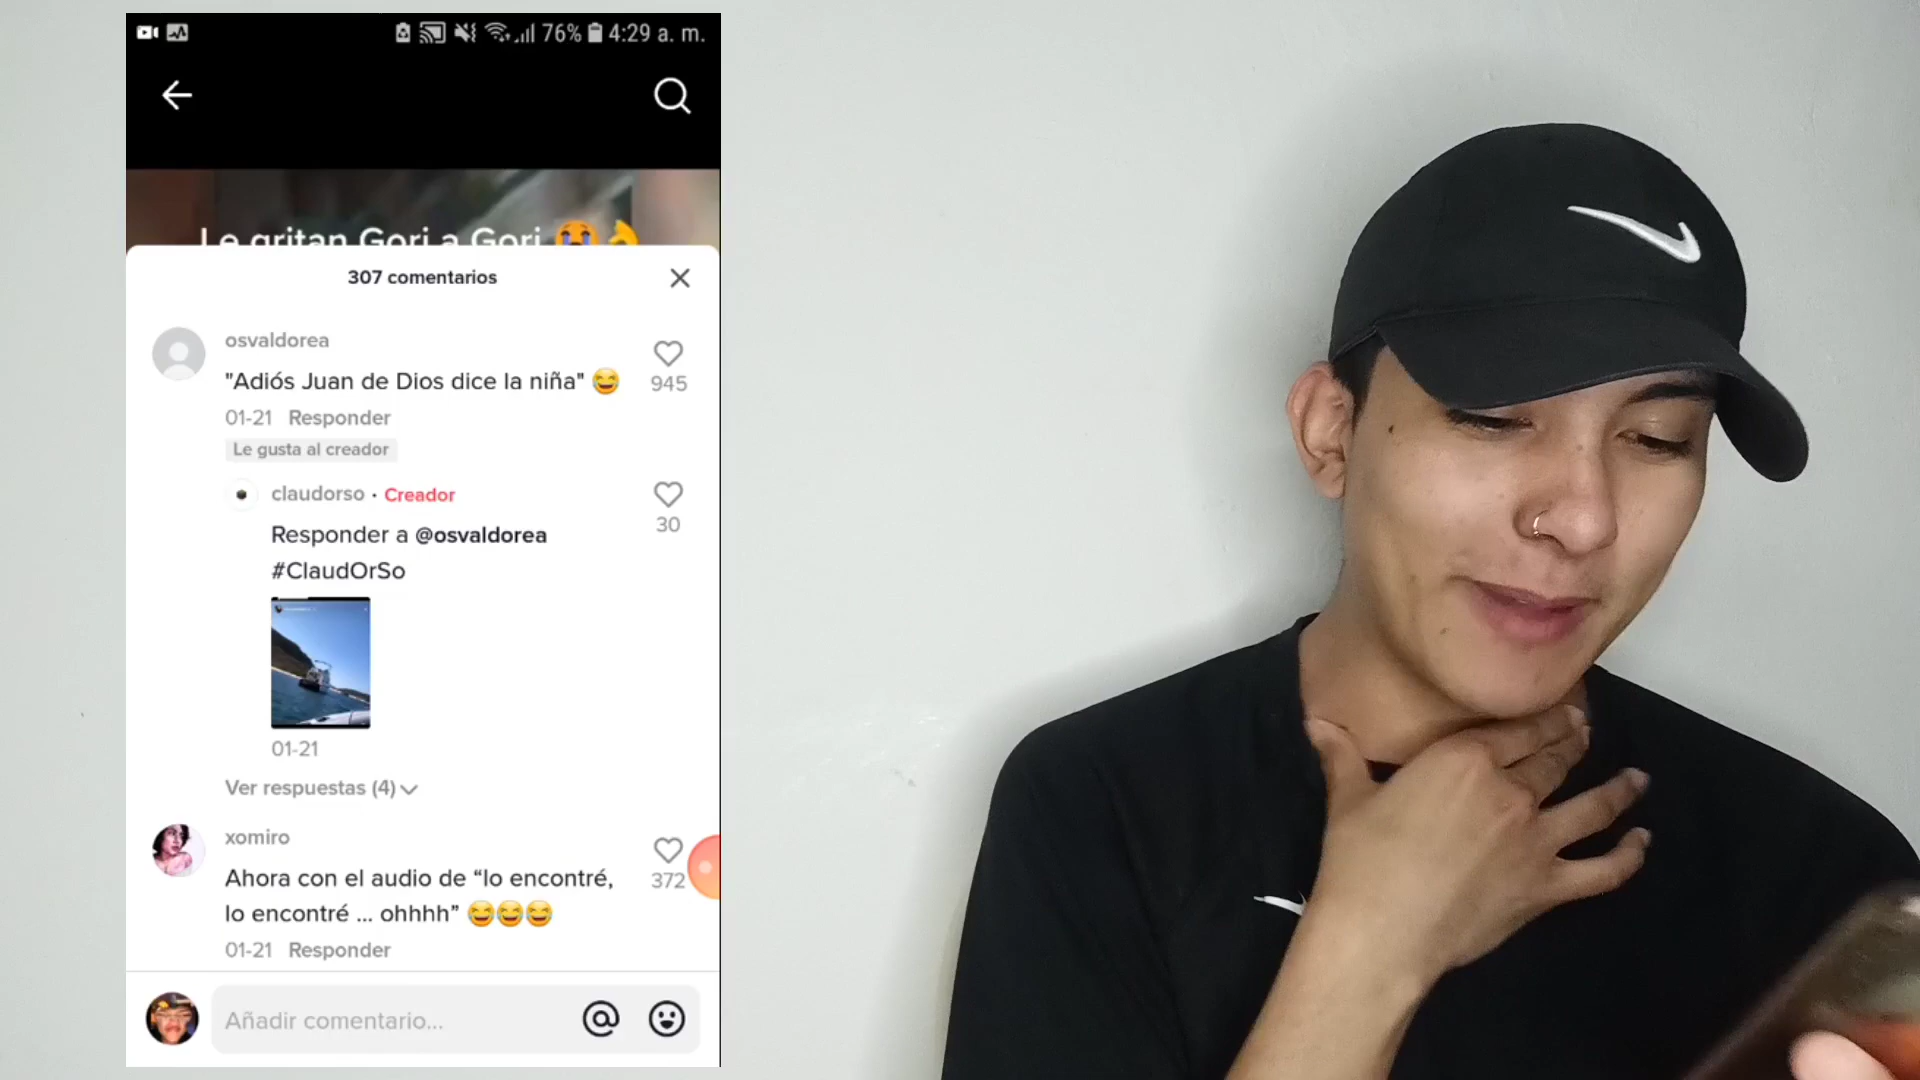 76% 4:29 a. m.
Le gritan Gori a Gori 😭👌
307 comentarios
osvaldorea
"Adiós Juan de Dios dice la niña" 😂
945
01-21 Responder
Le gusta al creador
claudorso · Creador
30
Responder a @osvaldorea
#ClaudOrSo
01-21
Ver respuestas (4)
xomiro
Ahora con el audio de “lo encontré,
372
lo encontré ... ohhhh” 😂😂😂
01-21 Responder
Añadir comentario...